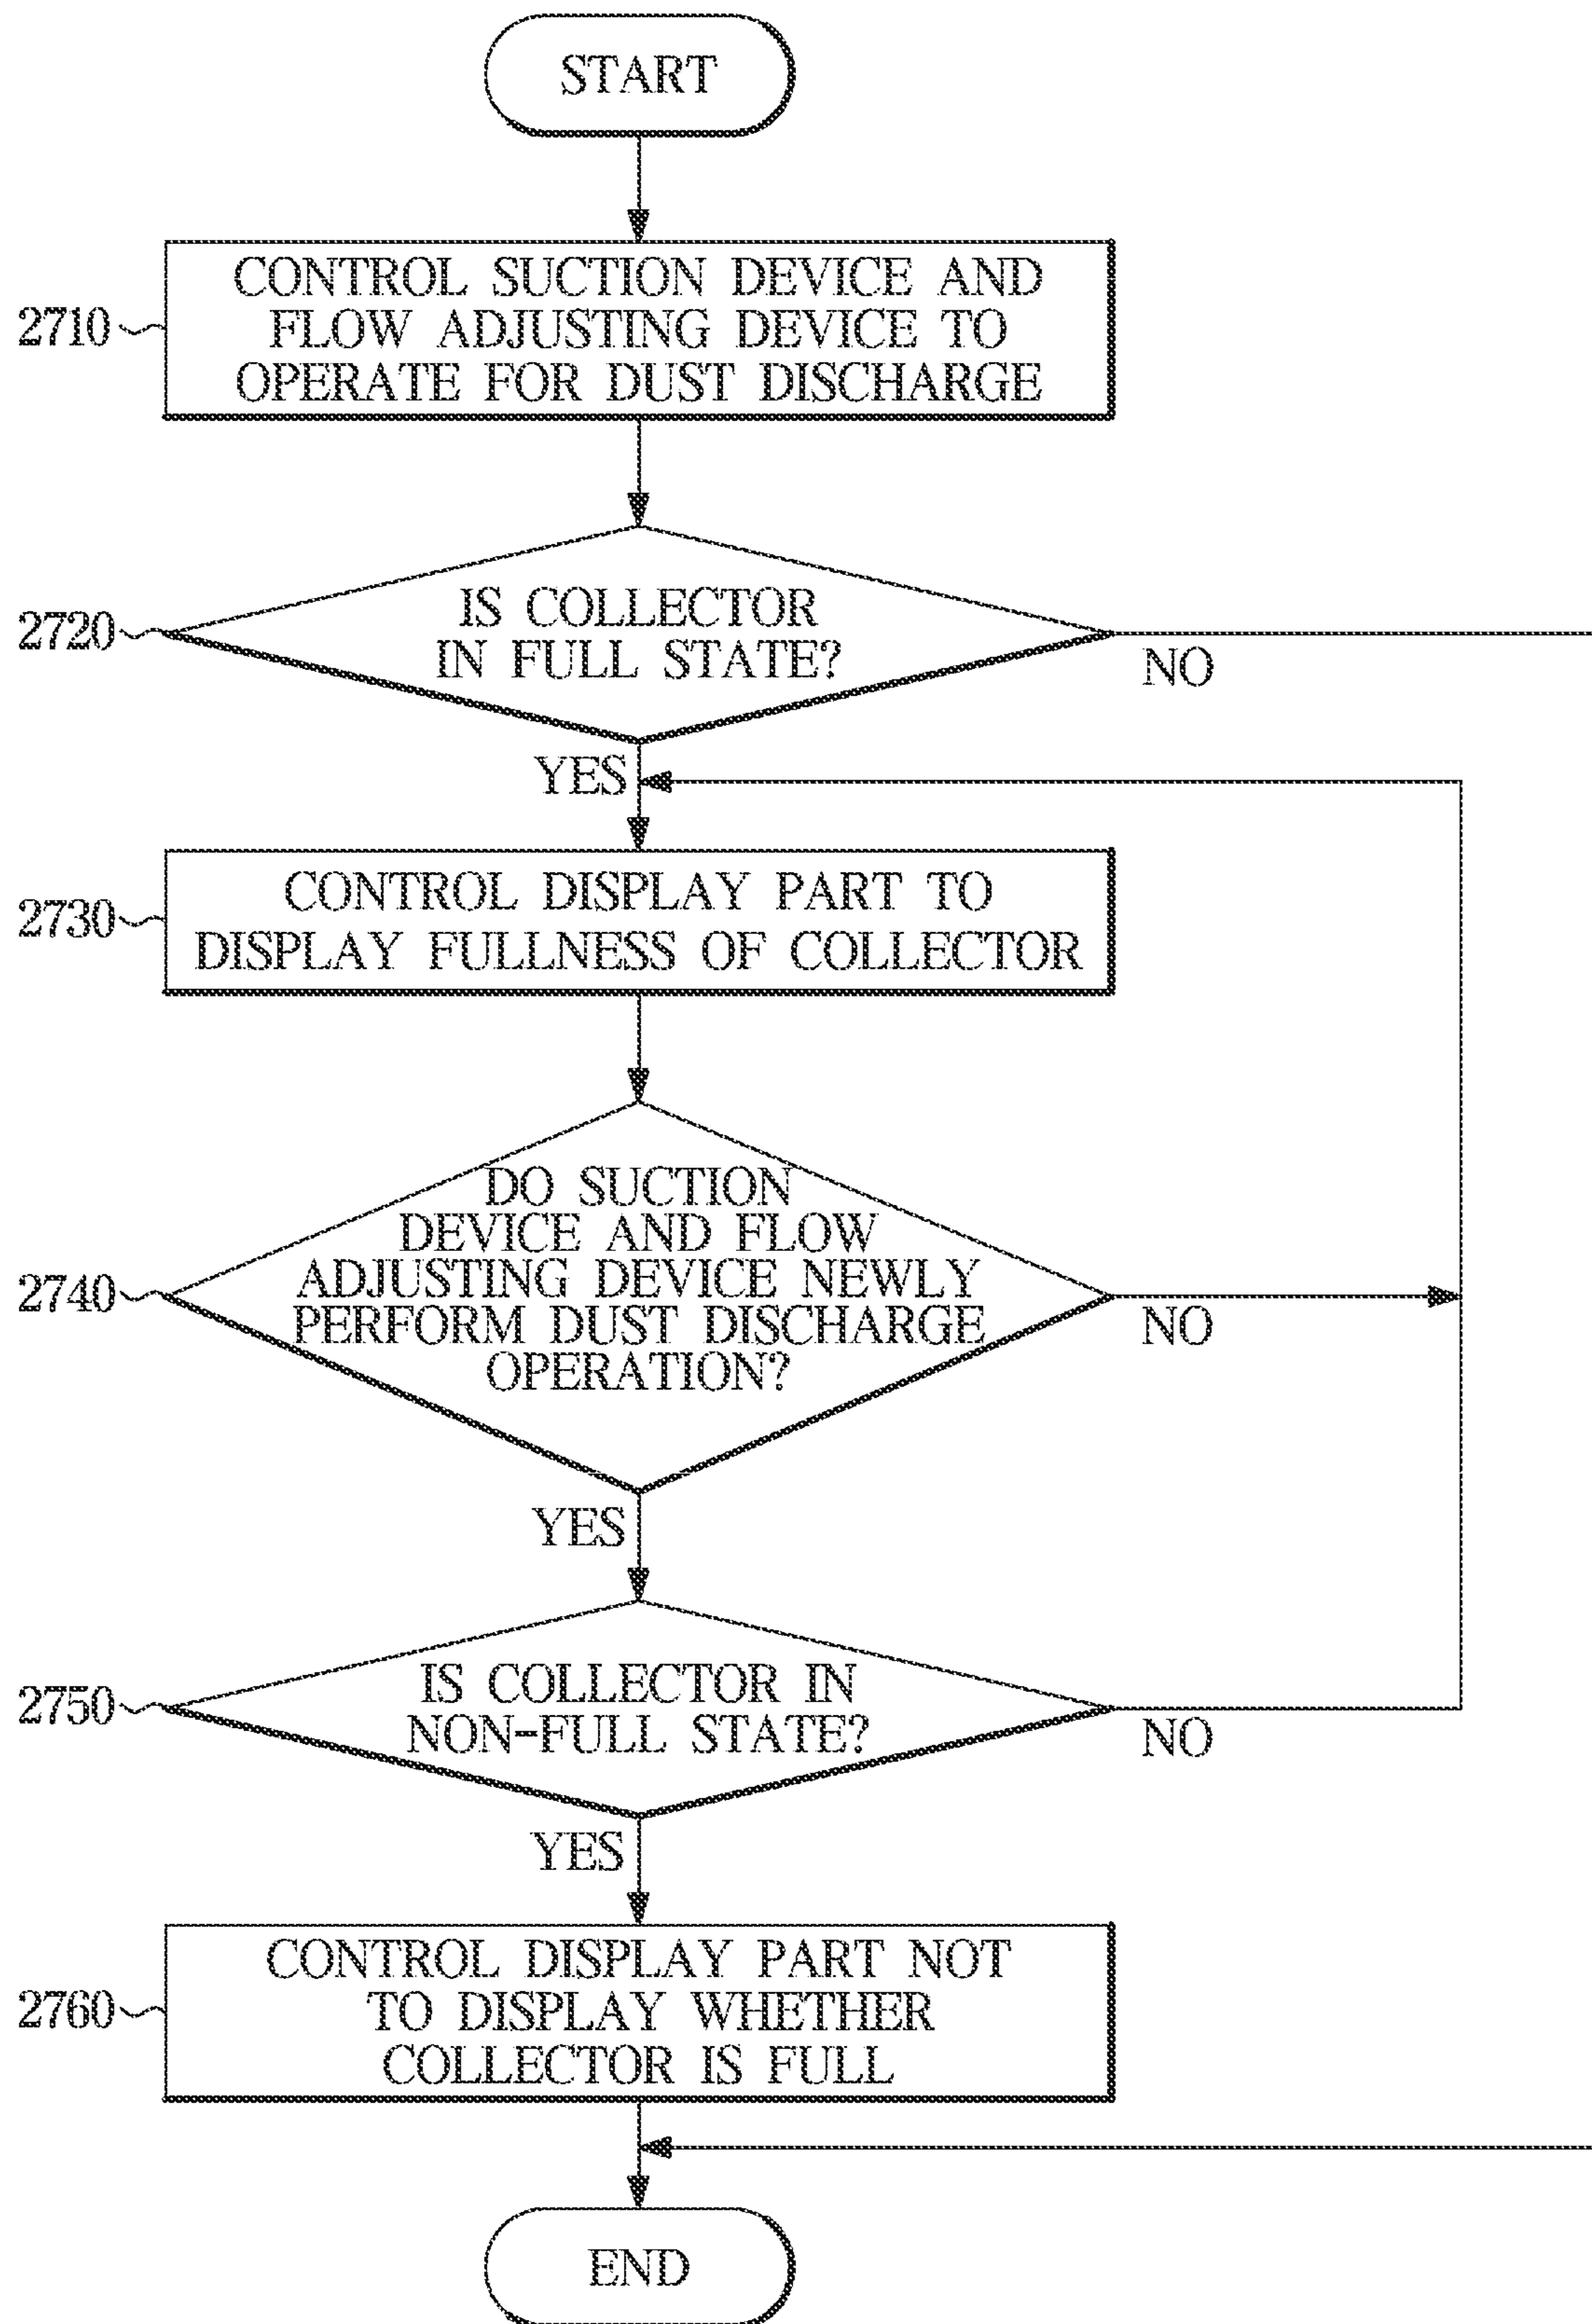 START
CONTROL SUCTION DEVICE AND
FLOW ADJUSTING DEVICE TO
OPERATE FOR DUST DISCHARGE
2710
IS COLLECTOR
IN FULL STATE?
2720
NO
YES
CONTROL DISPLAY PART TO
DISPLAY FULLNESS OF COLLECTOR
2730
DO SUCTION
DEVICE AND FLOW
ADJUSTING DEVICE NEWLY
PERFORM DUST DISCHARGE
OPERATION?
2740
NO
YES
IS COLLECTOR IN
NON-FULL STATE?
2750
NO
YES
CONTROL DISPLAY PART NOT
TO DISPLAY WHETHER
COLLECTOR IS FULL
2760
END